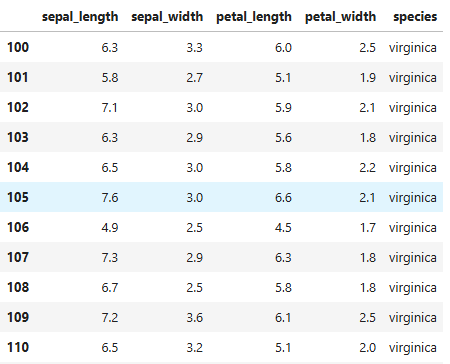 sepal_length sepal_width petal_length petal_width species
100 6.3 3.3 6.0 2.5 virginica
101 5.8 2.7 5.1 1.9 virginica
102 7.1 3.0 5.9 2.1 virginica
103 6.3 2.9 5.6 1.8 virginica
104 6.5 3.0 5.8 2.2 virginica
105 7.6 3.0 6.6 2.1 virginica
106 4.9 2.5 4.5 1.7 virginica
107 7.3 2.9 6.3 1.8 virginica
108 6.7 2.5 5.8 1.8 virginica
109 7.2 3.6 6.1 2.5 virginica
110 6.5 3.2 5.1 2.0 virginica